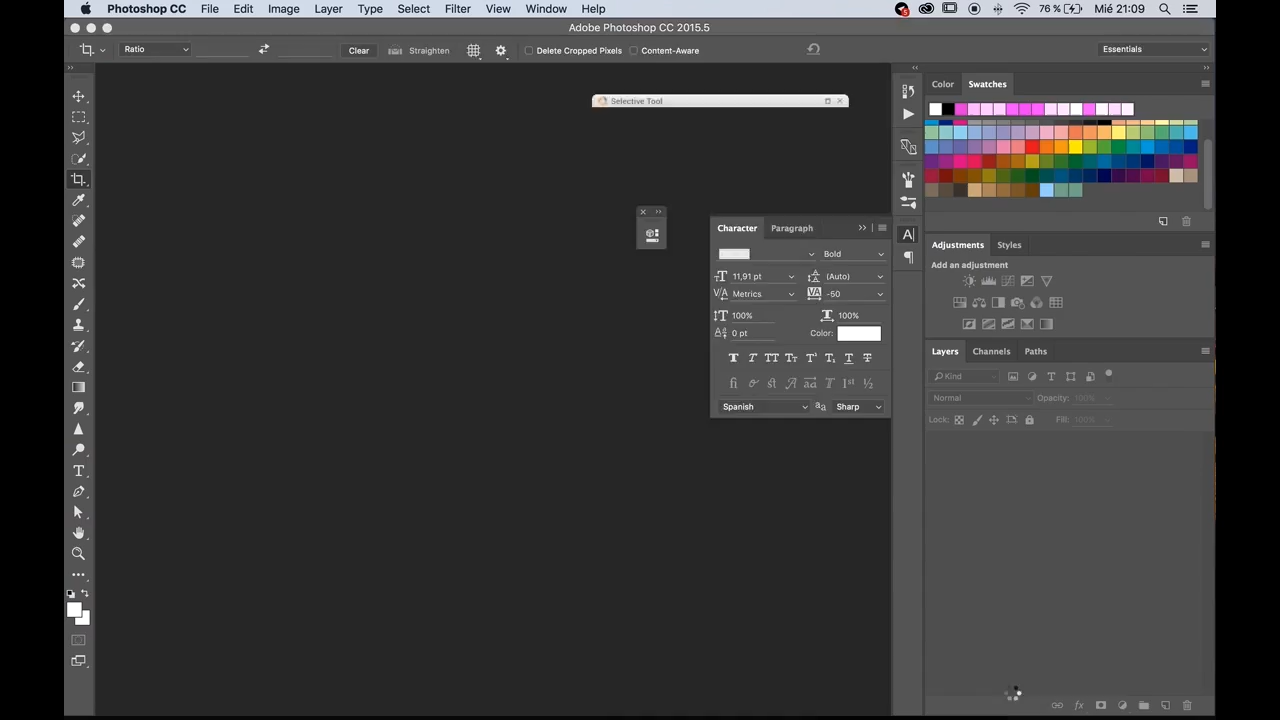 Photoshop CC File Edit Image Layer Type Select Filter View Window Help 76 % Mié 21:09
Adobe Photoshop CC 2015.5
Ratio Clear Straighten Delete Cropped Pixels Content-Aware Essentials
Color Swatches
Selective Tool
Character Paragraph
Bold
11,91 pt (Auto)
Metrics -50
100% 100%
0 pt Color:
Spanish Sharp
Adjustments Styles
Add an adjustment
Layers Channels Paths
Kind
Normal Opacity: 100%
Lock: Fill: 100%